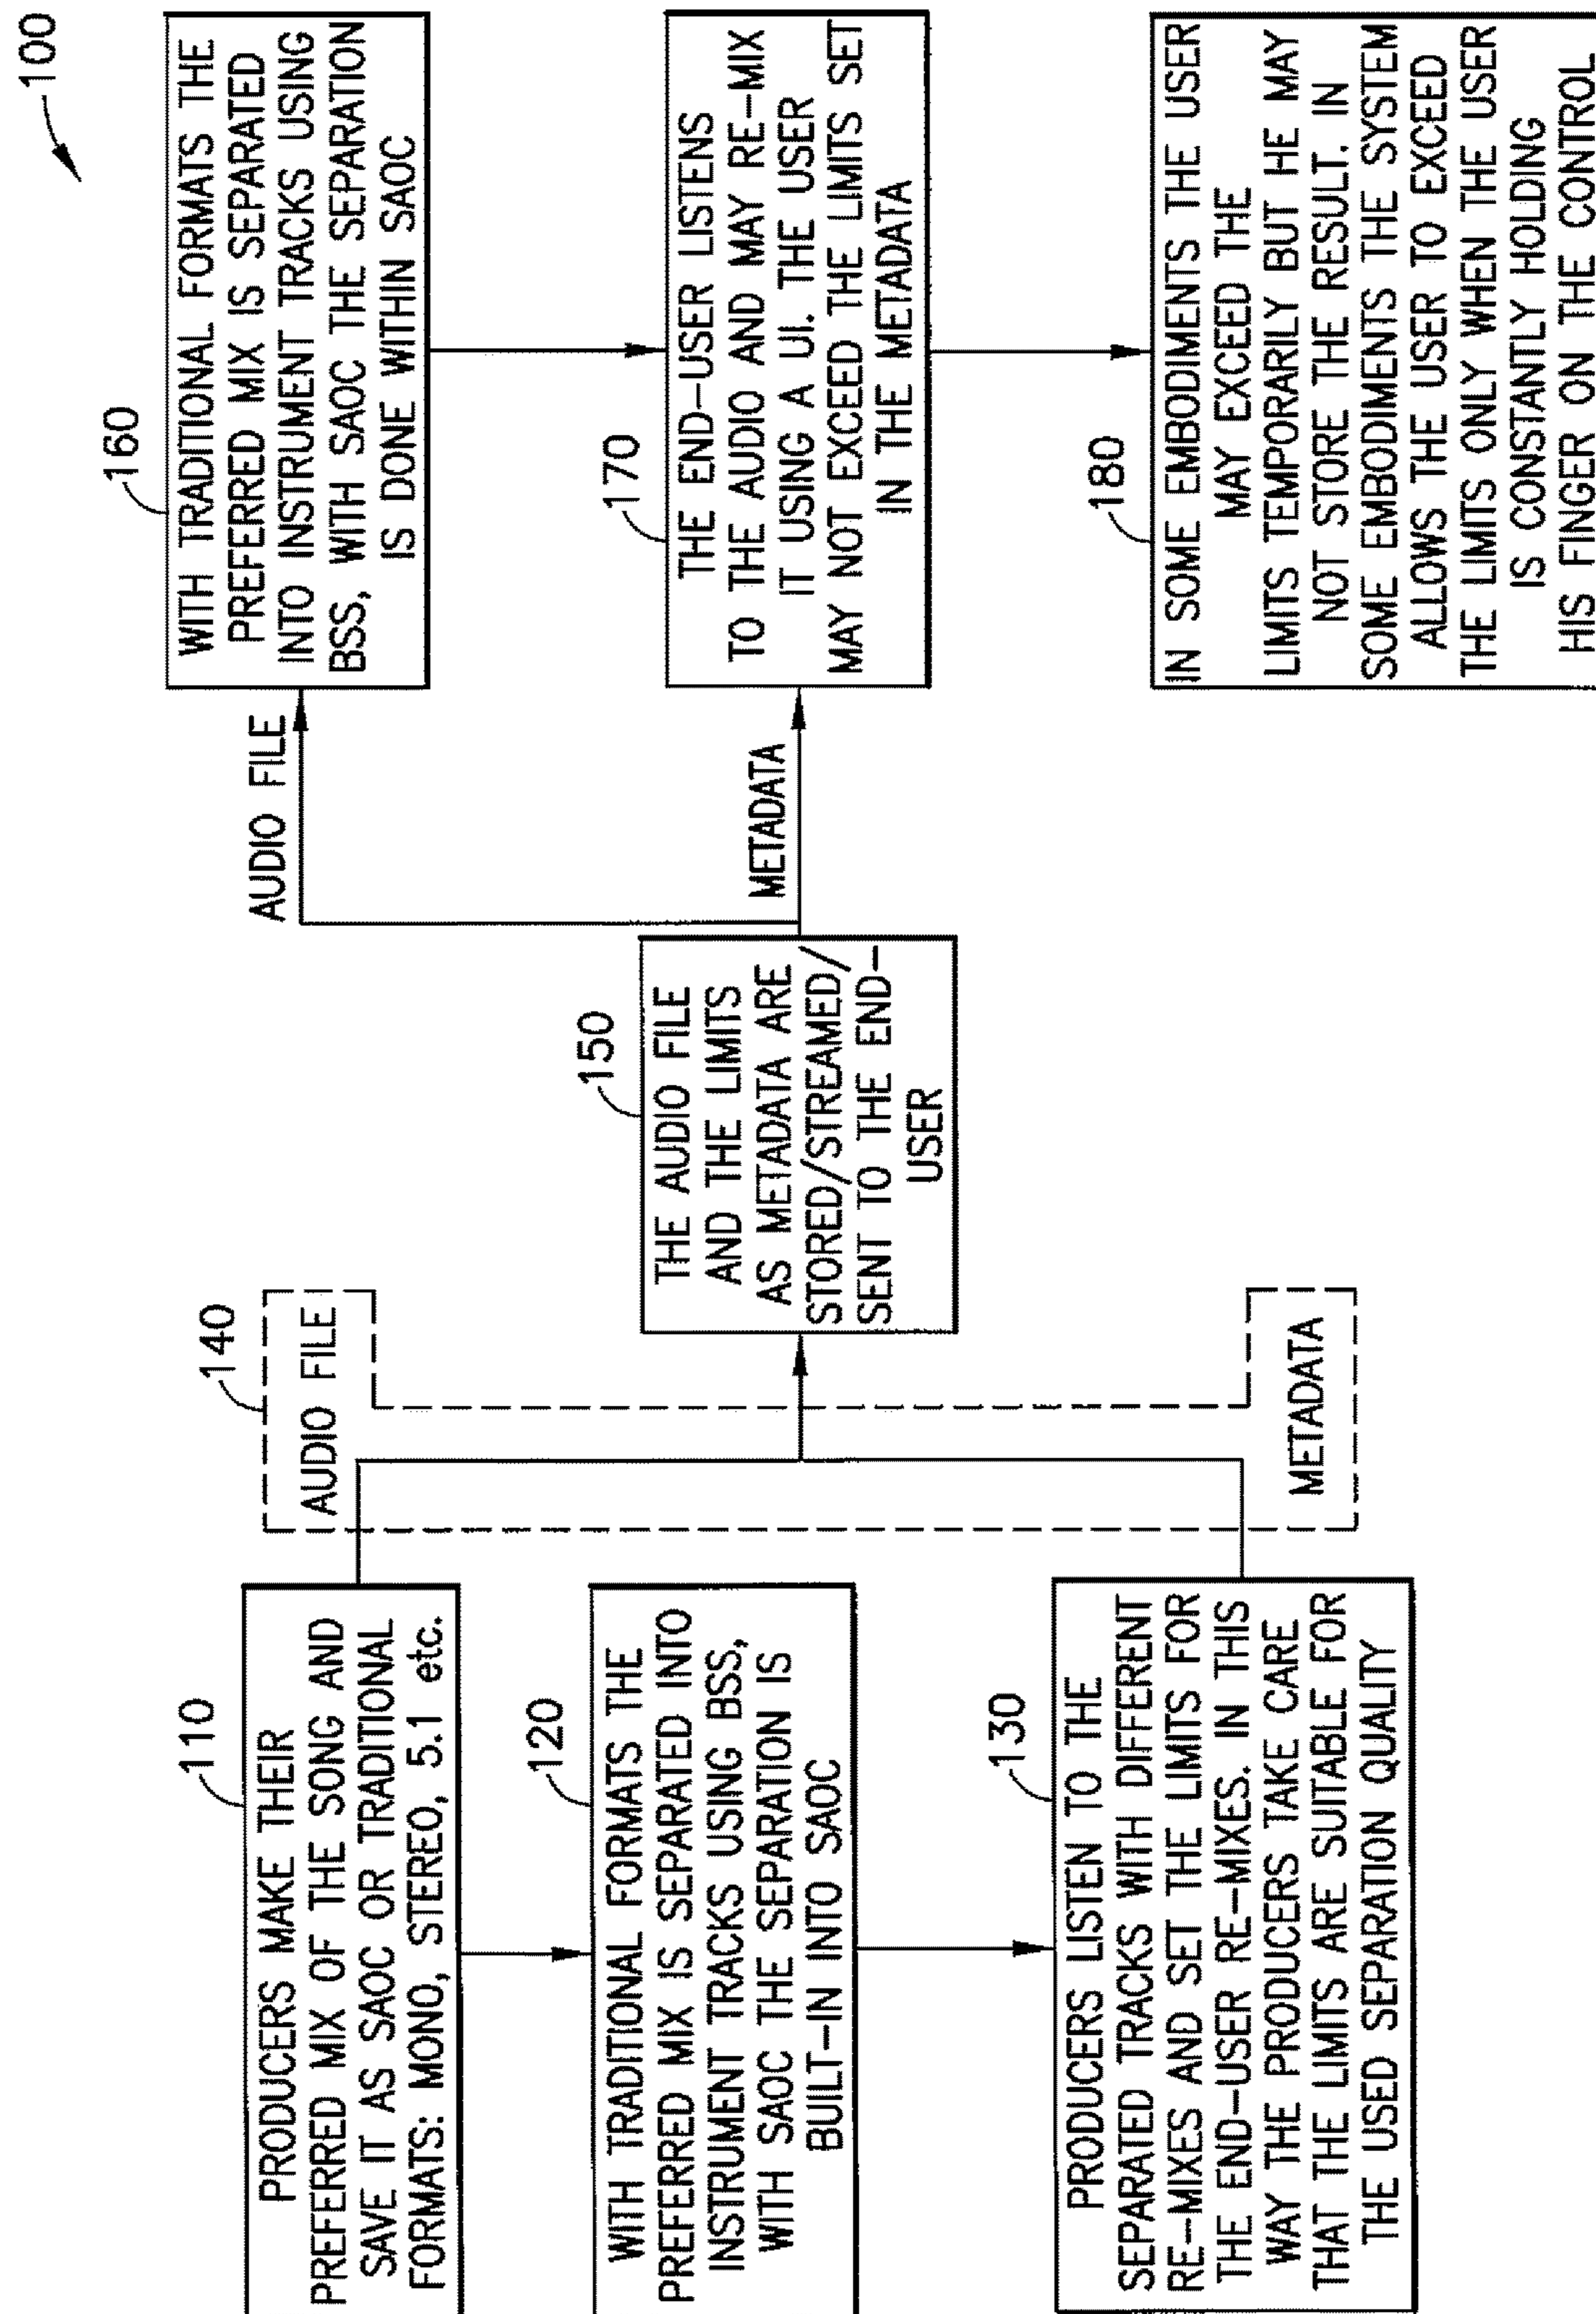 100
110
PRODUCERS MAKE THEIR
PREFERRED MIX OF THE SONG AND
SAVE IT AS SAOC OR TRADITIONAL
FORMATS: MONO, STEREO, 5.1 etc.
120
WITH TRADITIONAL FORMATS THE
PREFERRED MIX IS SEPARATED INTO
INSTRUMENT TRACKS USING BSS,
WITH SAOC THE SEPARATION IS
BUILT-IN INTO SAOC
130
PRODUCERS LISTEN TO THE
SEPARATED TRACKS WITH DIFFERENT
RE-MIXES AND SET THE LIMITS FOR
THE END-USER RE-MIXES. IN THIS
WAY THE PRODUCERS TAKE CARE
THAT THE LIMITS ARE SUITABLE FOR
THE USED SEPARATION QUALITY
140
AUDIO FILE
METADATA
150
THE AUDIO FILE
AND THE LIMITS
AS METADATA ARE
STORED/STREAMED/
SENT TO THE END-
USER
AUDIO FILE
METADATA
160
WITH TRADITIONAL FORMATS THE
PREFERRED MIX IS SEPARATED
INTO INSTRUMENT TRACKS USING
BSS, WITH SAOC THE SEPARATION
IS DONE WITHIN SAOC
170
THE END-USER LISTENS
TO THE AUDIO AND MAY RE-MIX
IT USING A UI. THE USER
MAY NOT EXCEED THE LIMITS SET
IN THE METADATA
180
IN SOME EMBODIMENTS THE USER
MAY EXCEED THE
LIMITS TEMPORARILY BUT HE MAY
NOT STORE THE RESULT. IN
SOME EMBODIMENTS THE SYSTEM
ALLOWS THE USER TO EXCEED
THE LIMITS ONLY WHEN THE USER
IS CONSTANTLY HOLDING
HIS FINGER ON THE CONTROL